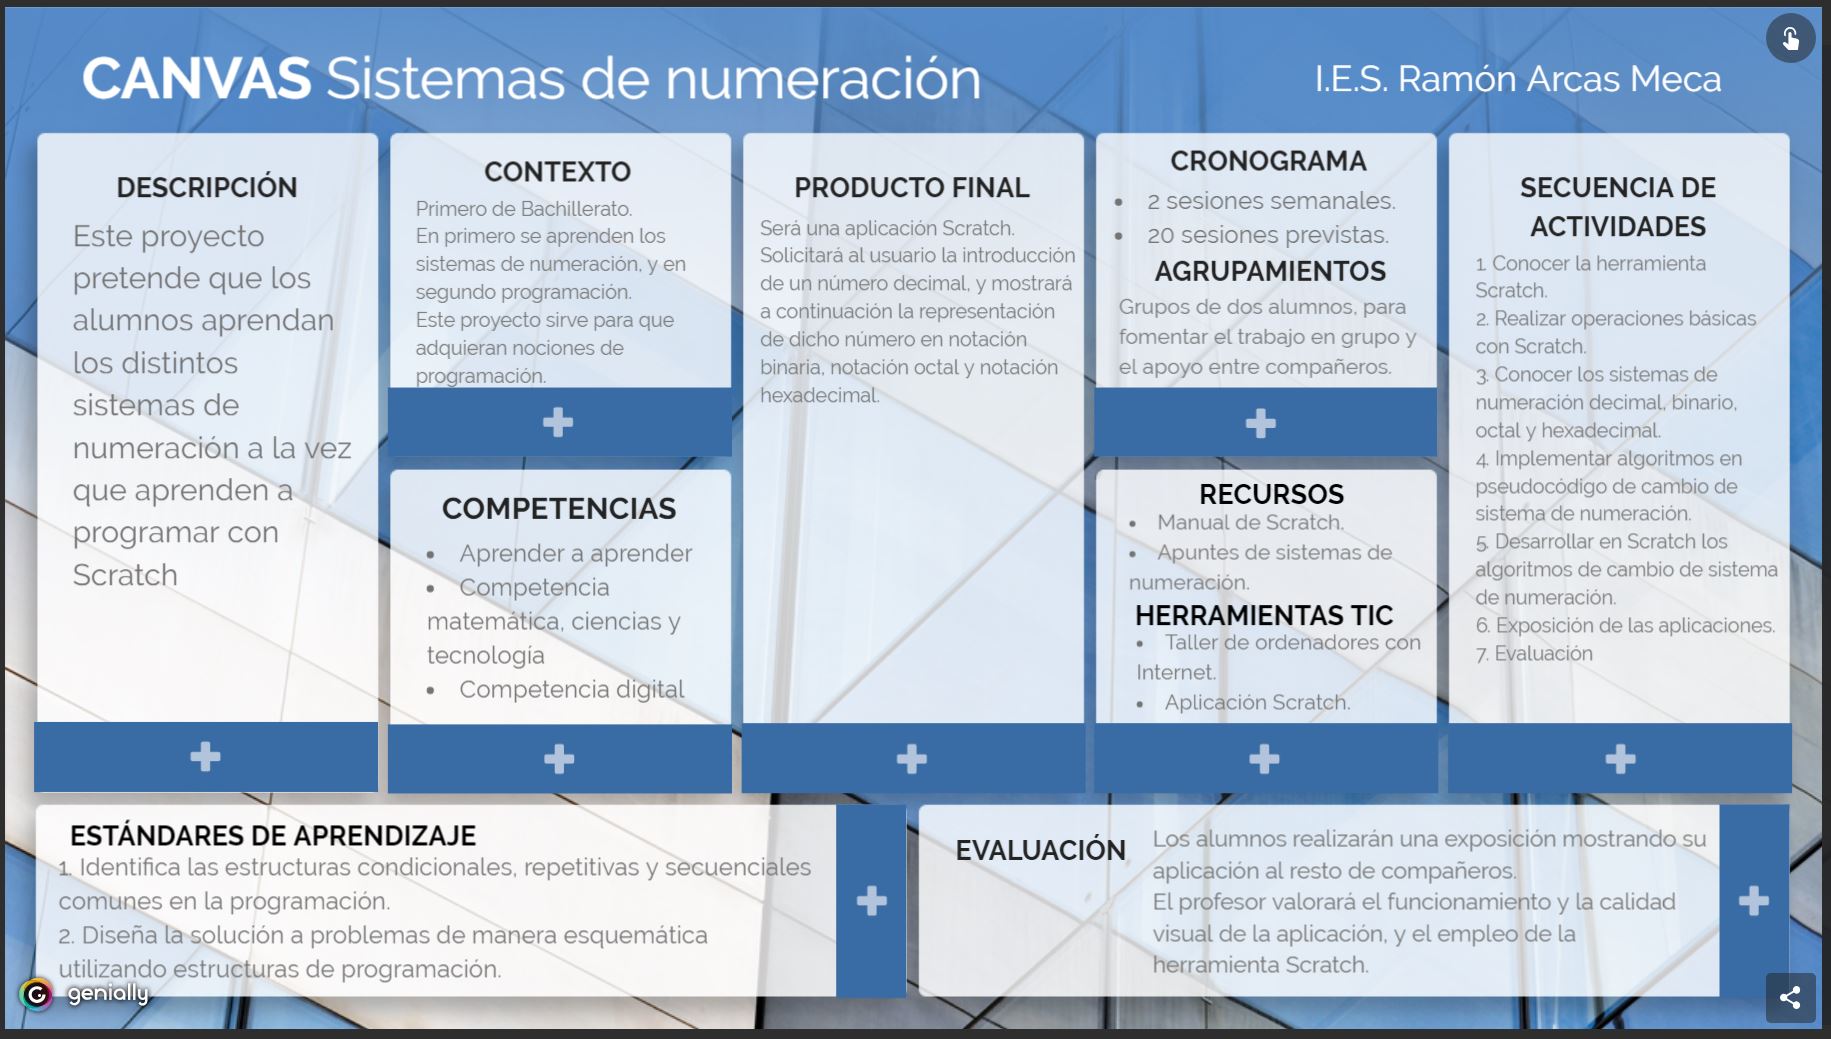 CANVAS Sistemas de numeración
I.E.S. Ramón Arcas Meca
DESCRIPCIÓN
Este proyecto
pretende que los
alumnos aprendan
los distintos
sistemas de
numeración a la vez
que aprenden a
programar con
Scratch
CONTEXTO
Primero de Bachillerato.
En primero se aprenden los
sistemas de numeración, y en
segundo programación.
Este proyecto sirve para que
adquieran nociones de
programación.
COMPETENCIAS
• Aprender a aprender
• Competencia
matemática, ciencias y
tecnología
• Competencia digital
PRODUCTO FINAL
Será una aplicación Scratch.
Solicitará al usuario la introducción
de un número decimal, y mostrará
a continuación la representación
de dicho número en notación
binaria, notación octal y notación
hexadecimal.
CRONOGRAMA
• 2 sesiones semanales.
• 20 sesiones previstas.
AGRUPAMIENTOS
Grupos de dos alumnos, para
fomentar el trabajo en grupo y
el apoyo entre compañeros.
RECURSOS
• Manual de Scratch.
• Apuntes de sistemas de
numeración.
HERRAMIENTAS TIC
• Taller de ordenadores con
Internet.
• Aplicación Scratch.
SECUENCIA DE
ACTIVIDADES
1. Conocer la herramienta
Scratch.
2. Realizar operaciones básicas
con Scratch.
3. Conocer los sistemas de
numeración decimal, binario,
octal y hexadecimal.
4. Implementar algoritmos en
pseudocódigo de cambio de
sistema de numeración.
5. Desarrollar en Scratch los
algoritmos de cambio de sistema
de numeración.
6. Exposición de las aplicaciones.
7. Evaluación
ESTÁNDARES DE APRENDIZAJE
1. Identifica las estructuras condicionales, repetitivas y secuenciales
comunes en la programación.
2. Diseña la solución a problemas de manera esquemática
utilizando estructuras de programación.
EVALUACIÓN
Los alumnos realizarán una exposición mostrando su
aplicación al resto de compañeros.
El profesor valorará el funcionamiento y la calidad
visual de la aplicación, y el empleo de la
herramienta Scratch.
genially